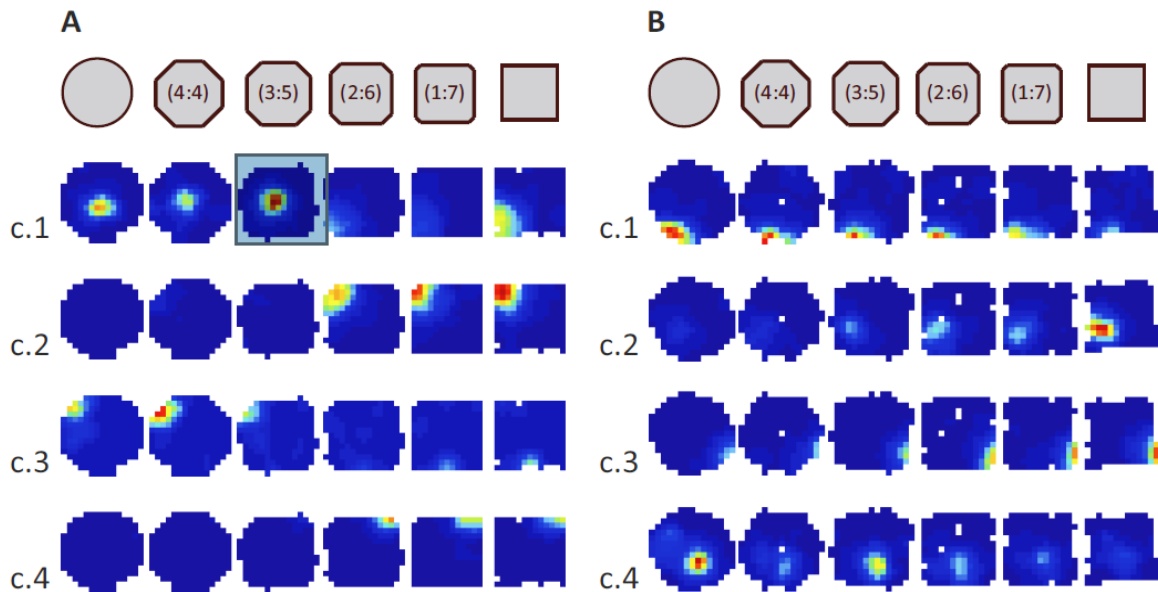 A B
(4:4) (3:5) (2:6) (1:7) (4:4) (3:5) (2:6) (1:7)
c.1 c.1
c.2 c.2
c.3 c.3
c.4 c.4